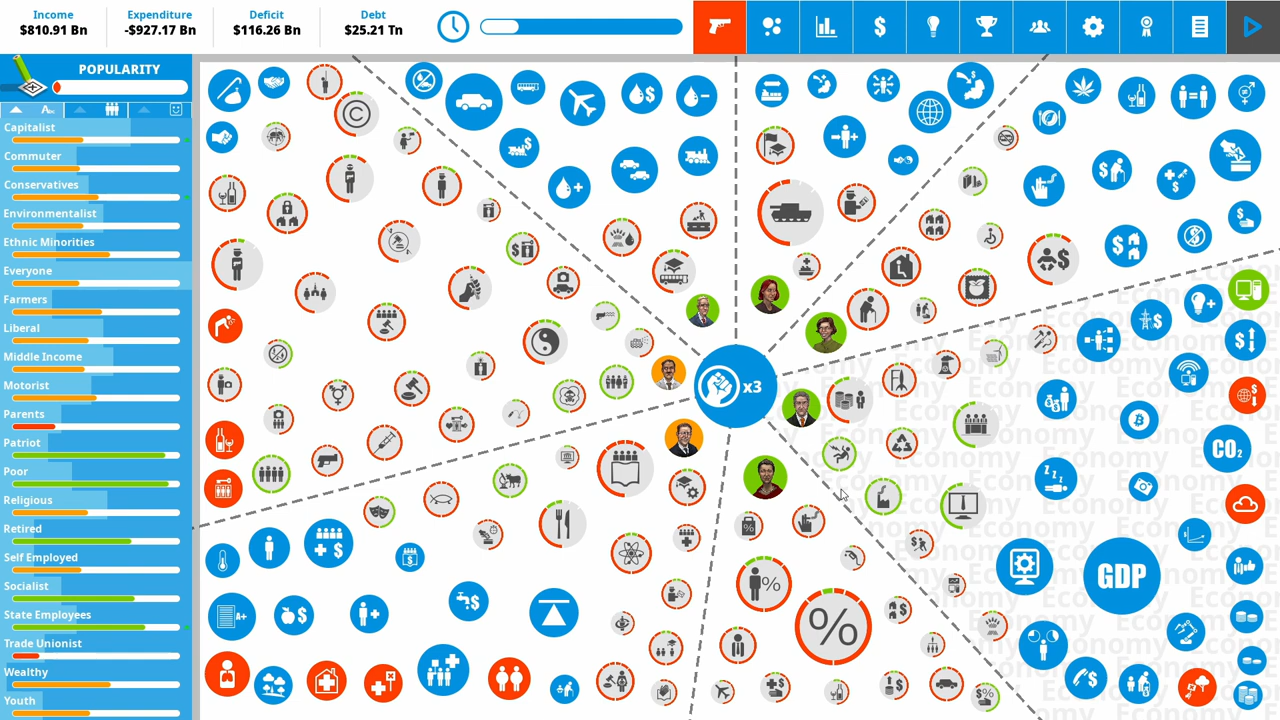 Income
Expenditure
Deficit
Debt
$810.91 Bn
-$927.17 Bn
$116.26 Bn
$25.21 Tn
POPULARITY
Capitalist
Commuter
Conservatives
Environmentalist
Ethnic Minorities
Everyone
Farmers
Liberal
Middle Income
Motorist
Parents
Patriot
Poor
Religious
Retired
Self Employed
Socialist
State Employees
Trade Unionist
Wealthy
Youth
x3
CO₂
GDP
A+
Economy